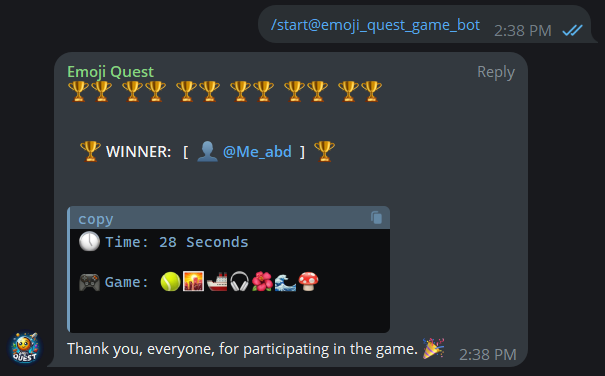 /start@emoji_quest_game_bot 2:38 PM
Emoji Quest Reply
🏆🏆 🏆🏆 🏆🏆 🏆🏆 🏆🏆 🏆🏆
🏆 WINNER: [ 👤 @Me_abd ] 🏆
copy
🕔 Time: 28 Seconds
🎮 Game: 🎾🌇🚢🎧🌺🌊🍄
QUEST
Thank you, everyone, for participating in the game. 🎉 2:38 PM